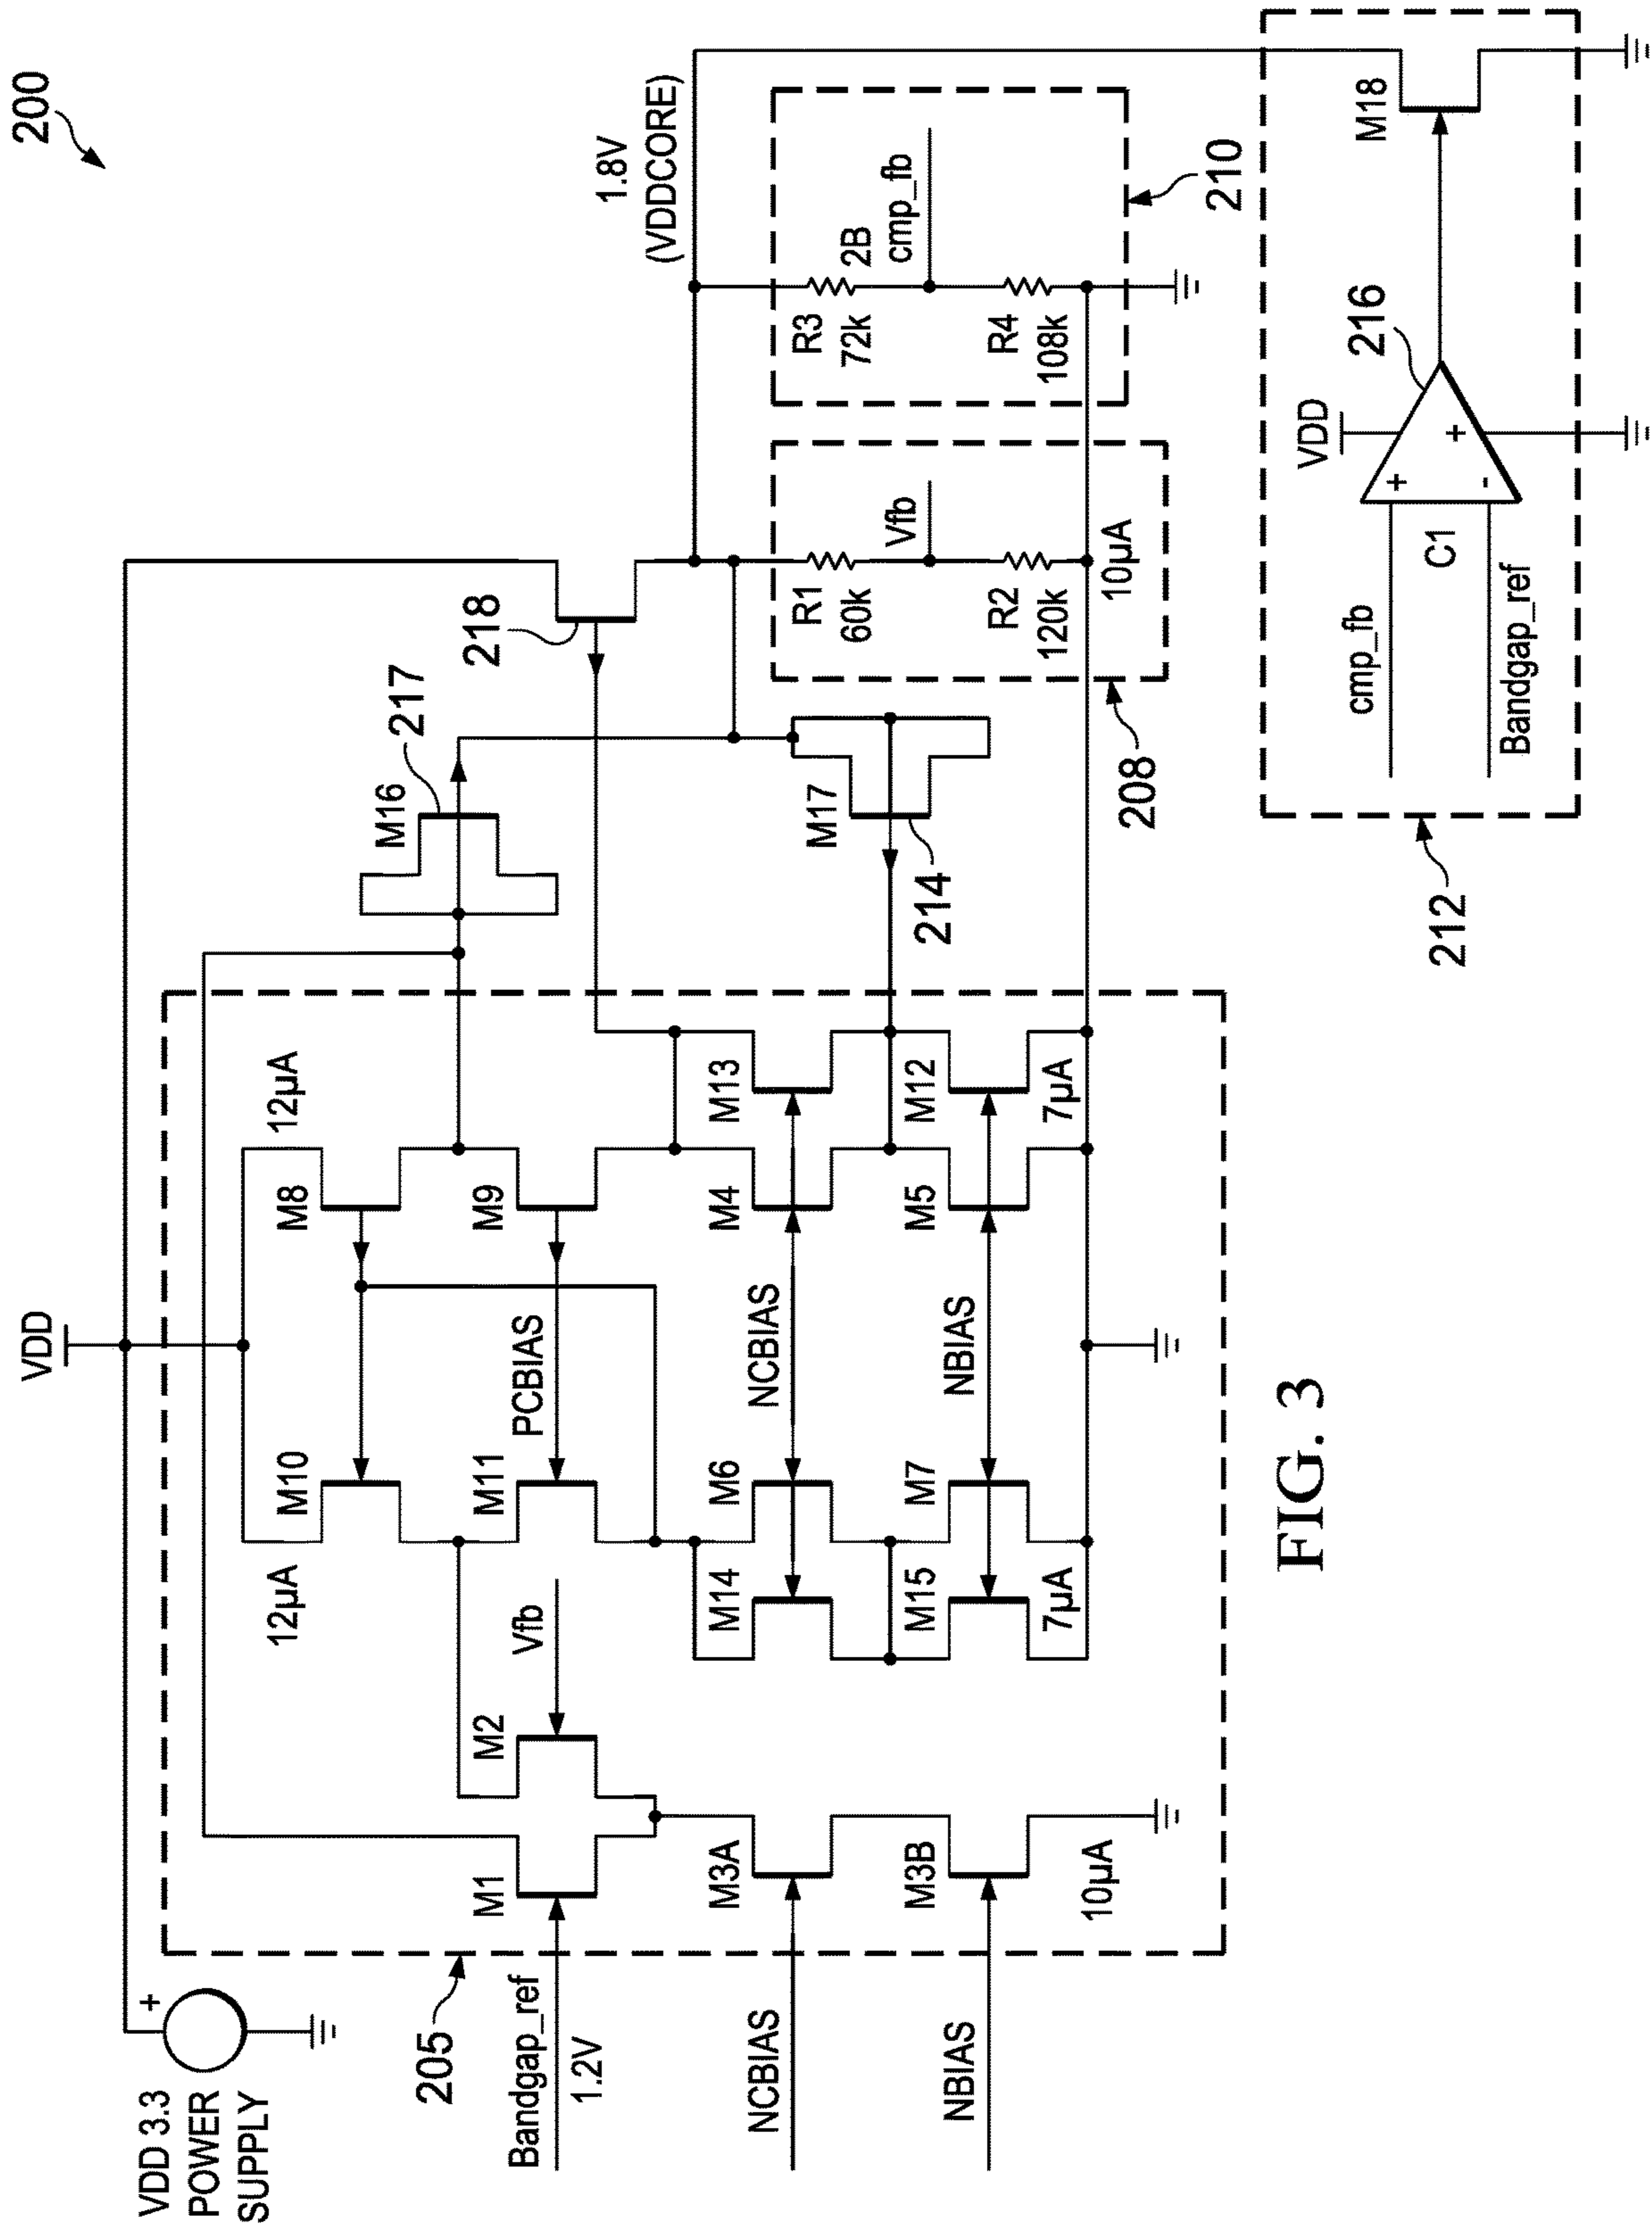 200
VDD 3.3
POWER
SUPPLY
+
VDD
205
Bandgap_ref
1.2V
NCBIAS
NBIAS
M1
M2
Vfb
M3A
M3B
10µA
12µA
M10
M11
PCBIAS
M14
M6
M15
M7
7µA
NCBIAS
NBIAS
12µA
M8
M9
M4
M13
M5
M12
7µA
M16
217
M17
214
218
1.8V
(VDDCORE)
R1
60k
Vfb
R2
120k
10µA
208
R3
72k
2B
cmp_fb
R4
108k
210
212
cmp_fb
C1
Bandgap_ref
+
-
+
VDD
216
M18
FIG. 3